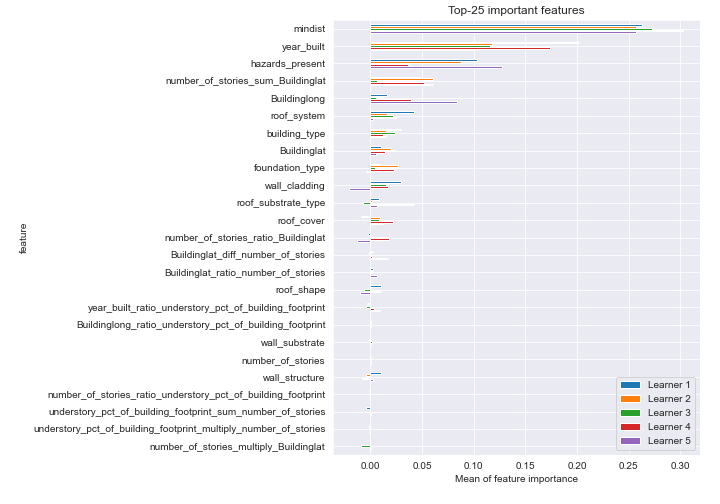 Top-25 important features
mindist
year_built
hazards_present
number_of_stories_sum_Buildinglat
Buildinglong
roof_system
building_type
Buildinglat
foundation_type
wall_cladding
roof_substrate_type
roof_cover
number_of_stories_ratio_Buildinglat
Buildinglat_diff_number_of_stories
Buildinglat_ratio_number_of_stories
roof_shape
year_built_ratio_understory_pct_of_building_footprint
Buildinglong_ratio_understory_pct_of_building_footprint
wall_substrate
number_of_stories
wall_structure
number_of_stories_ratio_understory_pct_of_building_footprint
understory_pct_of_building_footprint_sum_number_of_stories
understory_pct_of_building_footprint_multiply_number_of_stories
number_of_stories_multiply_Buildinglat
feature
Learner 1
Learner 2
Learner 3
Learner 4
Learner 5
0.00 0.05 0.10 0.15 0.20 0.25 0.30
Mean of feature importance